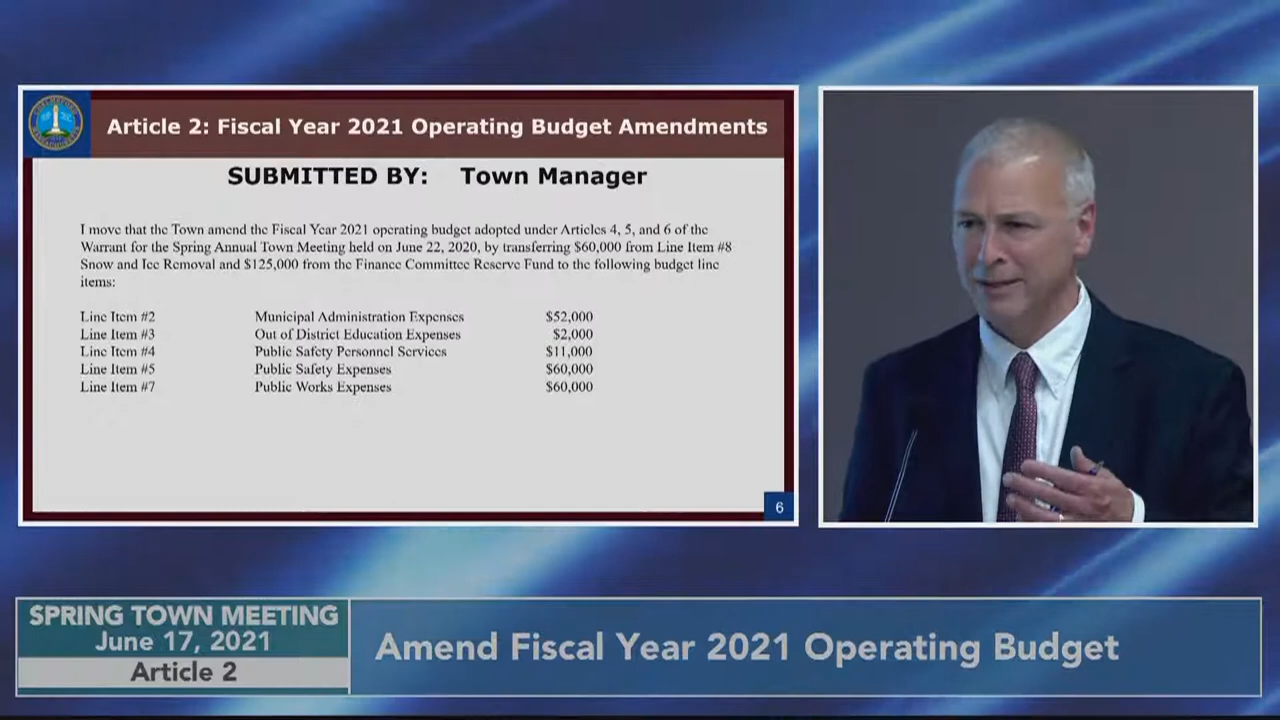 Article 2: Fiscal Year 2021 Operating Budget Amendments
SUBMITTED BY: Town Manager
I move that the Town amend the Fiscal Year 2021 operating budget adopted under Articles 4, 5, and 6 of the
Warrant for the Spring Annual Town Meeting held on June 22, 2020, by transferring $60,000 from Line Item #8
Snow and Ice Removal and $125,000 from the Finance Committee Reserve Fund to the following budget line
items:
Line Item #2 Municipal Administration Expenses $52,000
Line Item #3 Out of District Education Expenses $2,000
Line Item #4 Public Safety Personnel Services $11,000
Line Item #5 Public Safety Expenses $60,000
Line Item #7 Public Works Expenses $60,000
6
SPRING TOWN MEETING
June 17, 2021
Article 2
Amend Fiscal Year 2021 Operating Budget